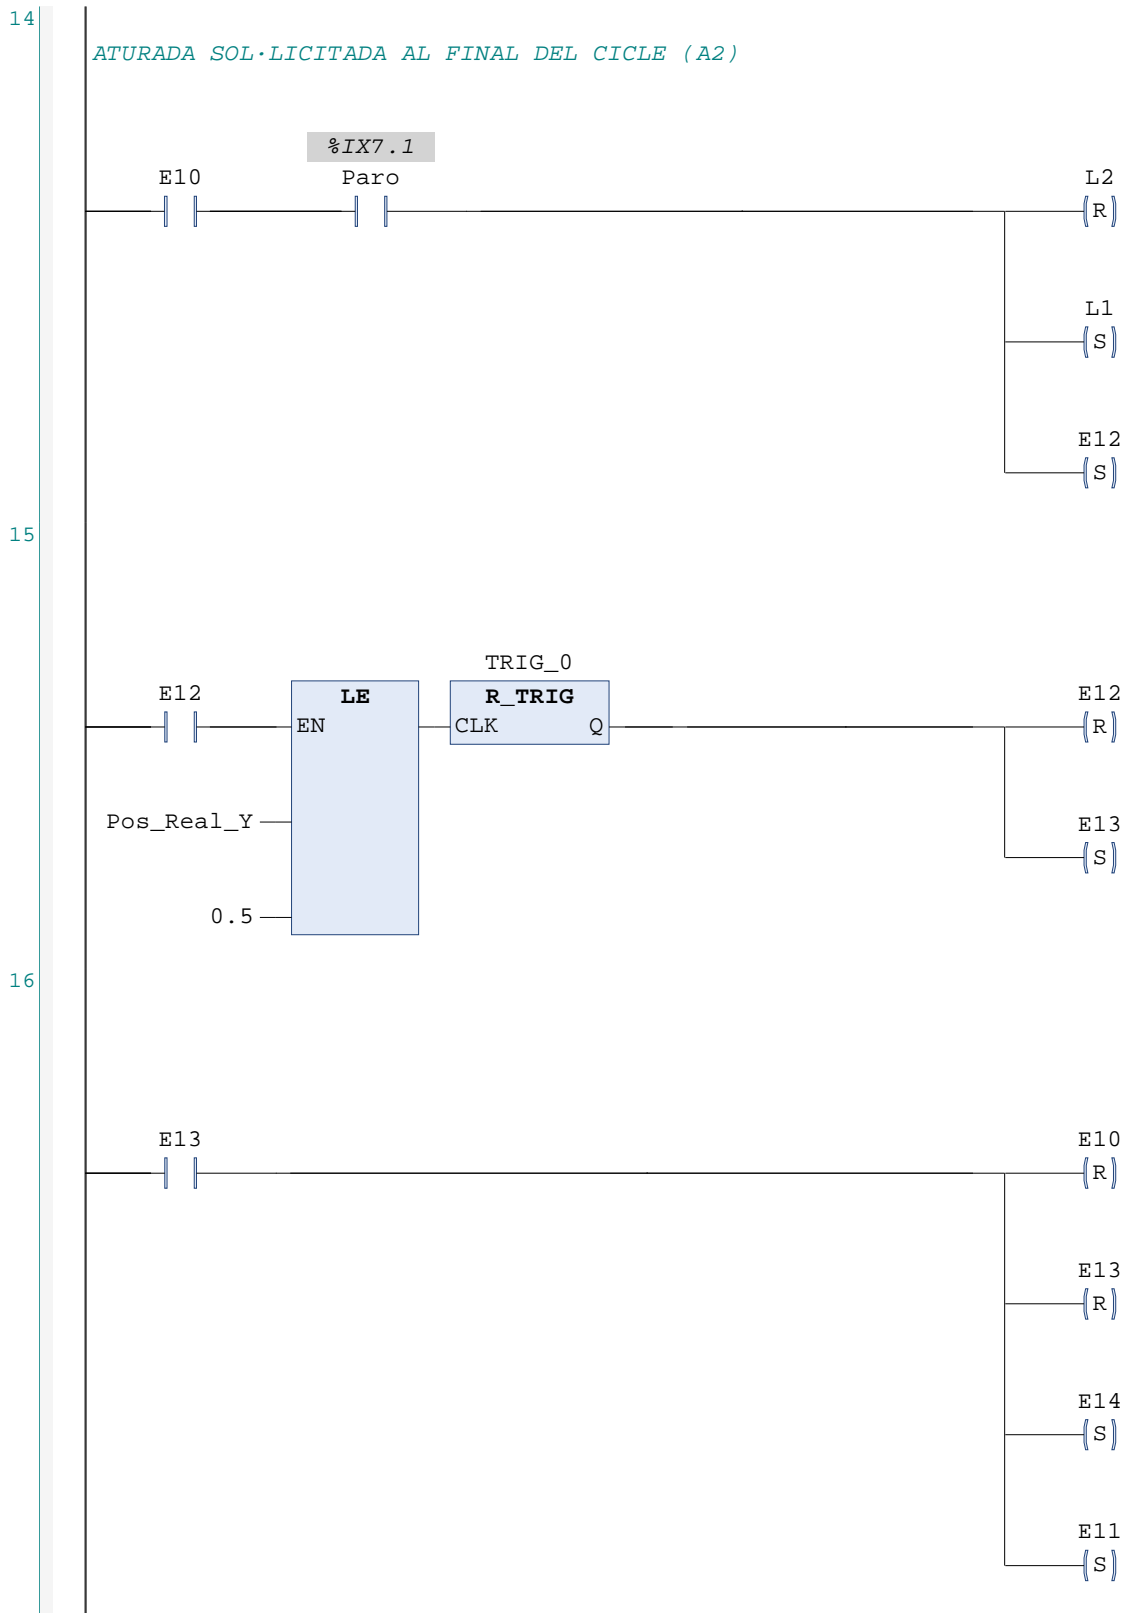 14
ATURADA SOL·LICITADA AL FINAL DEL CICLE (A2)
%IX7.1
E10 Paro L2
R
L1
S
E12
S
15
TRIG_0
E12 LE R_TRIG E12
EN CLK Q R
Pos_Real_Y E13
S
0.5
16
E13 E10
R
E13
R
E14
S
E11
S